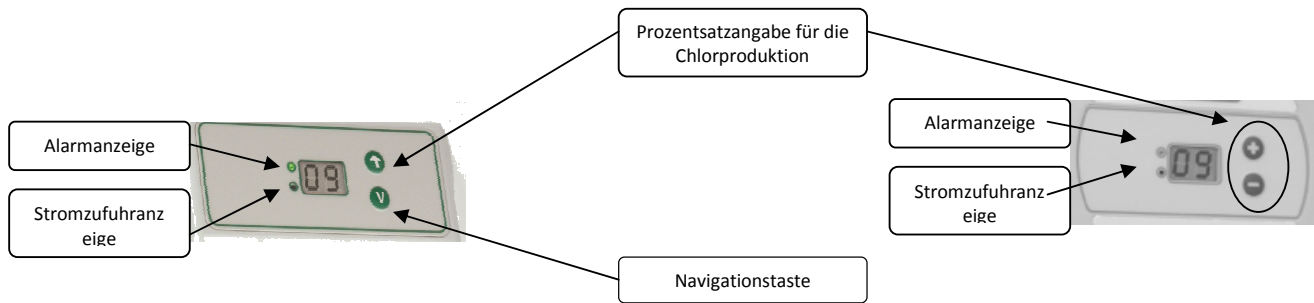 Prozentsatzangabe für die
Chlorproduktion
Alarmanzeige
Stromzufuhranz
eige
09
V
Navigationstaste
Alarmanzeige
Stromzufuhranz
eige
09
+
-